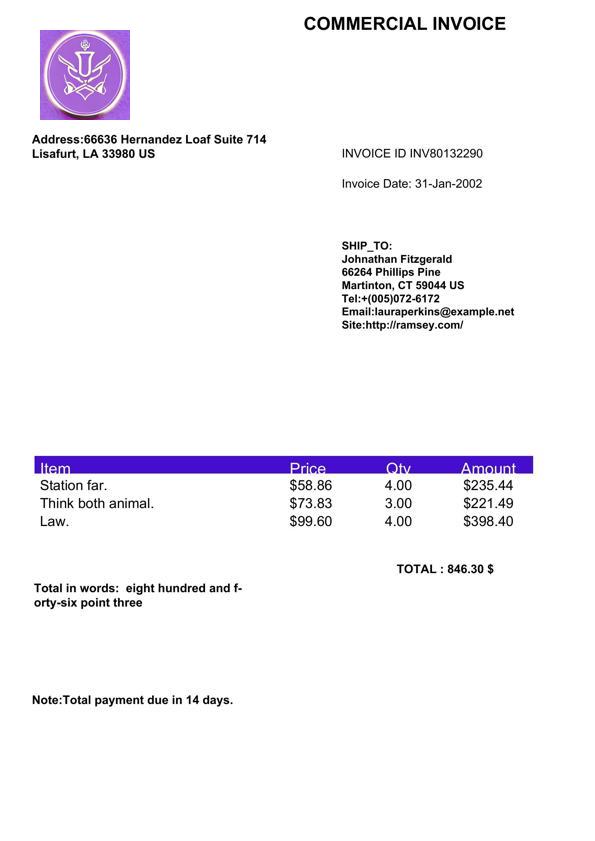 COMMERCIAL INVOICE
U
Address:66636 Hernandez Loaf Suite 714
Lisafurt, LA 33980 US
INVOICE ID INV80132290
Invoice Date: 31-Jan-2002
SHIP_TO:
Johnathan Fitzgerald
66264 Phillips Pine
Martinton, CT 59044 US
Tel:+(005)072-6172
Email:lauraperkins@example.net
Site:http://ramsey.com/
Item Price Qty Amount
Station far. $58.86 4.00 $235.44
Think both animal. $73.83 3.00 $221.49
Law. $99.60 4.00 $398.40
TOTAL : 846.30 $
Total in words:  eight hundred and f-
orty-six point three
Note:Total payment due in 14 days.